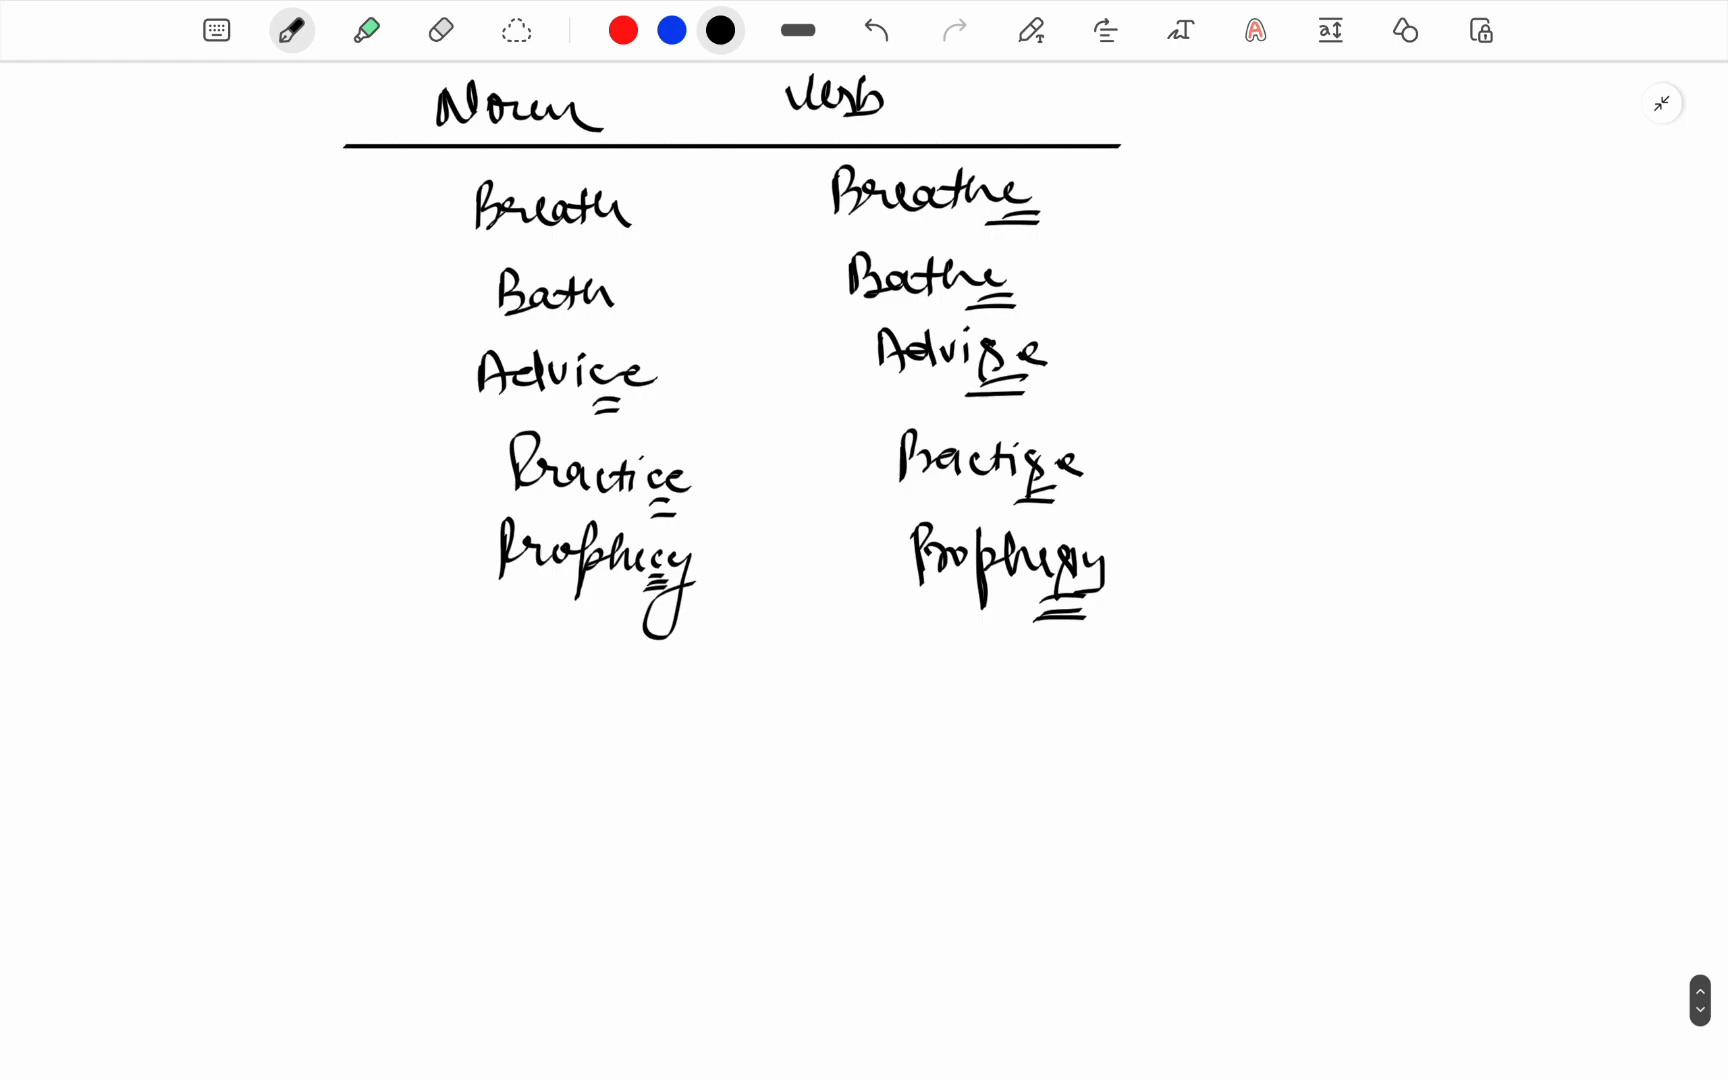 Noun Verb
Breath Breathe
Bath Bathe
Advice Advise
Practice Practise
Prophecy Prophesy